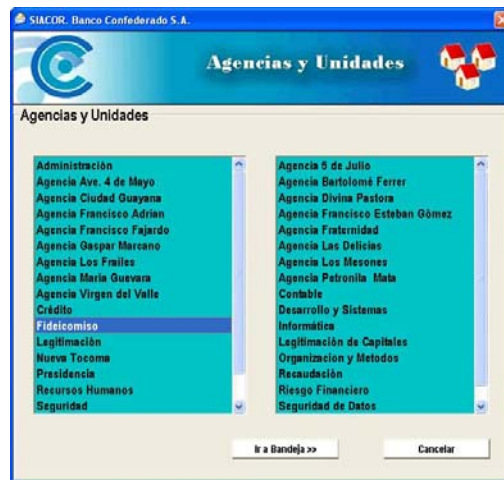 SIACOR. Banco Confederado S.A.
Agencias y Unidades
Agencias y Unidades
Administración
Agencia Ave. 4 de Mayo
Agencia Ciudad Guayana
Agencia Francisco Adrian
Agencia Francisco Fajardo
Agencia Gaspar Marcano
Agencia Los Frailes
Agencia Maria Guevara
Agencia Virgen del Valle
Crédito
Fideicomiso
Legitimación
Nueva Tocoma
Presidencia
Recursos Humanos
Seguridad
Agencia 5 de Julio
Agencia Bartolomé Ferrer
Agencia Divina Pastora
Agencia Francisco Esteban Gómez
Agencia Fraternidad
Agencia Las Delicias
Agencia Los Mesones
Agencia Petronila Mata
Contable
Desarrollo y Sistemas
Informática
Legitimación de Capitales
Organizacion y Metodos
Recaudación
Riesgo Financiero
Seguridad de Datos
Ir a Bandeja >>
Cancelar